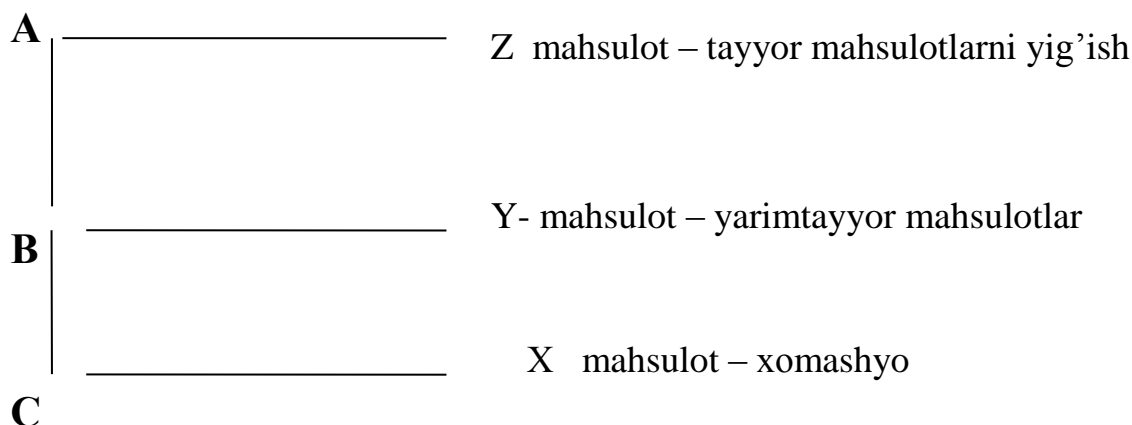 A
Z mahsulot – tayyor mahsulotlarni yig’ish
Y- mahsulot – yarimtayyor mahsulotlar
B
X mahsulot – xomashyo
C